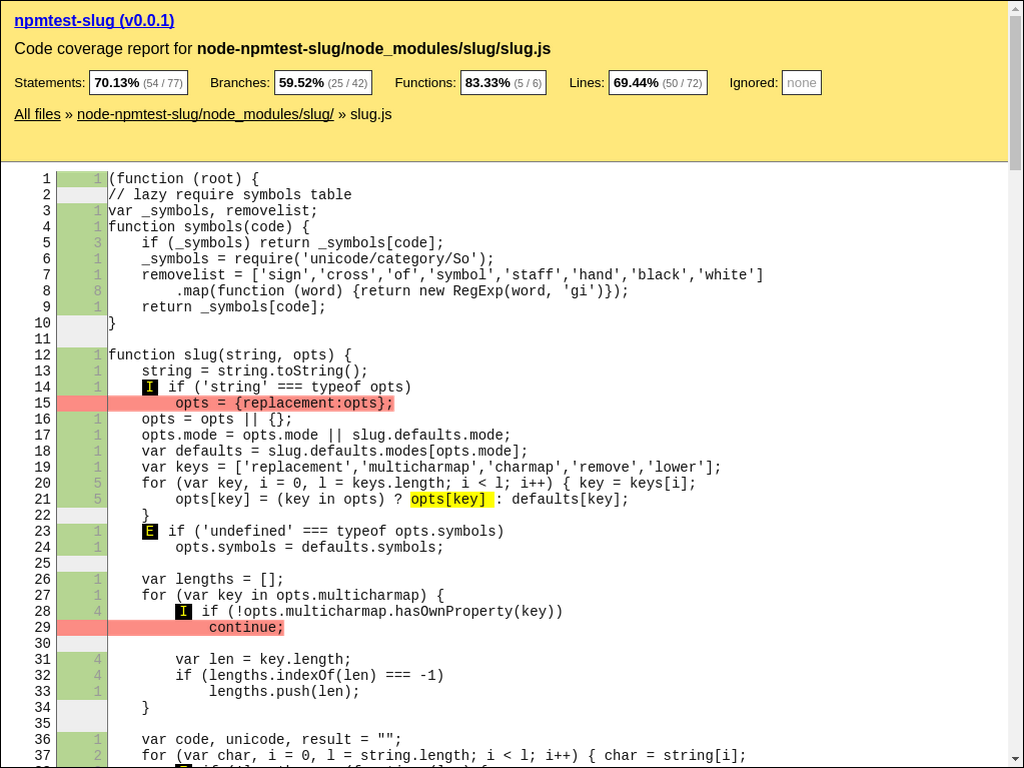 npmtest-slug (v0.0.1)
Code coverage report for node-npmtest-slug/node_modules/slug/slug.js
Statements: 70.13% (54 / 77) Branches: 59.52% (25 / 42) Functions: 83.33% (5 / 6) Lines: 69.44% (50 / 72) Ignored: none
All files » node-npmtest-slug/node_modules/slug/ » slug.js
1 1 (function (root) {
2 // lazy require symbols table
3 1 var _symbols, removelist;
4 1 function symbols(code) {
5 3     if (_symbols) return _symbols[code];
6 1     _symbols = require('unicode/category/So');
7 1     removelist = ['sign','cross','of','symbol','staff','hand','black','white']
8 8         .map(function (word) {return new RegExp(word, 'gi')});
9 1     return _symbols[code];
10 }
11
12 1 function slug(string, opts) {
13 1     string = string.toString();
14 1     I if ('string' === typeof opts)
15         opts = {replacement:opts};
16 1     opts = opts || {};
17 1     opts.mode = opts.mode || slug.defaults.mode;
18 1     var defaults = slug.defaults.modes[opts.mode];
19 1     var keys = ['replacement','multicharmap','charmap','remove','lower'];
20 5     for (var key, i = 0, l = keys.length; i < l; i++) { key = keys[i];
21 5         opts[key] = (key in opts) ? opts[key] : defaults[key];
22     }
23 1     E if ('undefined' === typeof opts.symbols)
24 1         opts.symbols = defaults.symbols;
25
26 1     var lengths = [];
27 1     for (var key in opts.multicharmap) {
28 4         I if (!opts.multicharmap.hasOwnProperty(key))
29             continue;
30
31 4         var len = key.length;
32 4         if (lengths.indexOf(len) === -1)
33 1             lengths.push(len);
34     }
35
36 1     var code, unicode, result = "";
37 2     for (var char, i = 0, l = string.length; i < l; i++) { char = string[i];